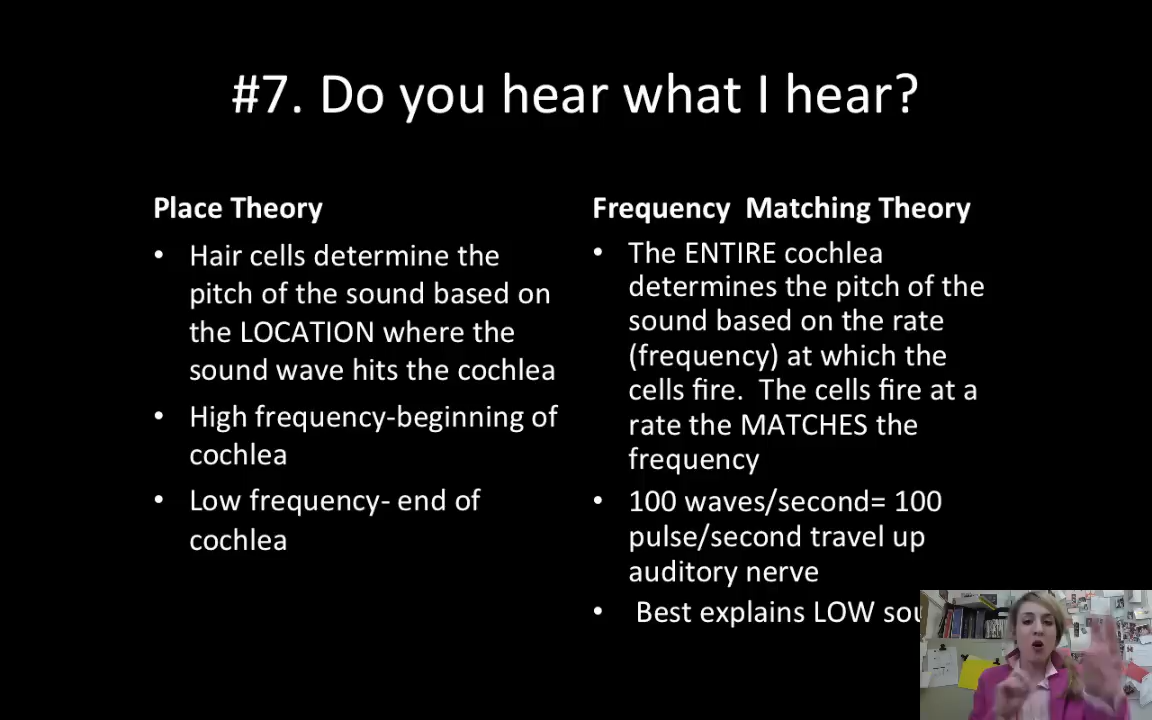 #7. Do you hear what I hear?
Place Theory
• Hair cells determine the
pitch of the sound based on
the LOCATION where the
sound wave hits the cochlea
• High frequency-beginning of
cochlea
• Low frequency- end of
cochlea
Frequency Matching Theory
• The ENTIRE cochlea
determines the pitch of the
sound based on the rate
(frequency) at which the
cells fire. The cells fire at a
rate the MATCHES the
frequency
• 100 waves/second= 100
pulse/second travel up
auditory nerve
• Best explains LOW